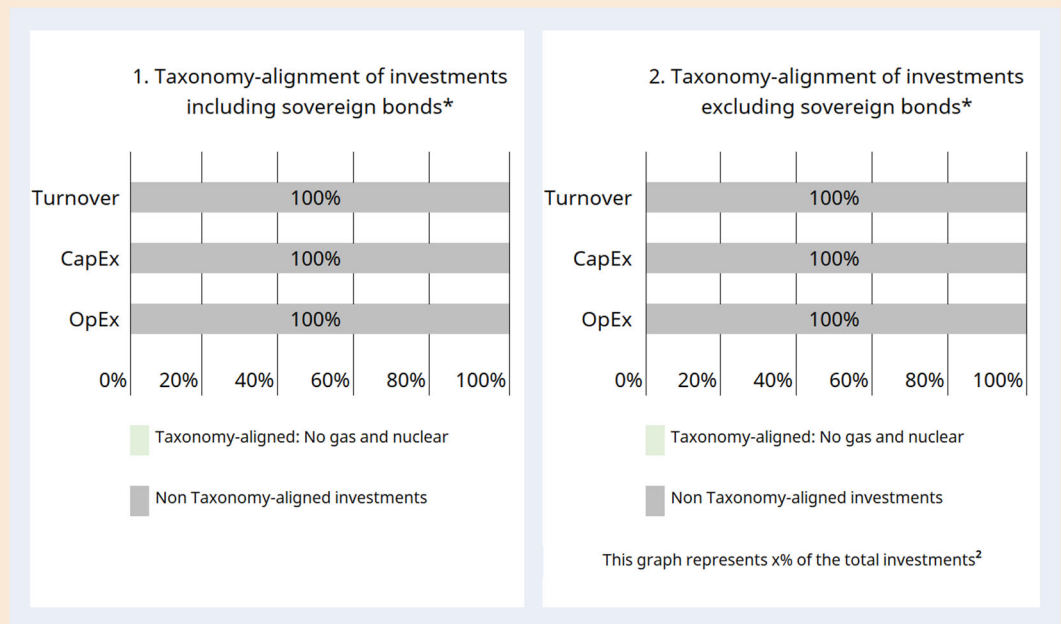 1. Taxonomy-alignment of investments
including sovereign bonds*
Turnover
100%
CapEx
100%
OpEx
100%
0% 20% 40% 60% 80% 100%
Taxonomy-aligned: No gas and nuclear
Non Taxonomy-aligned investments
2. Taxonomy-alignment of investments
excluding sovereign bonds*
Turnover
100%
CapEx
100%
OpEx
100%
0% 20% 40% 60% 80% 100%
Taxonomy-aligned: No gas and nuclear
Non Taxonomy-aligned investments
This graph represents x% of the total investments²